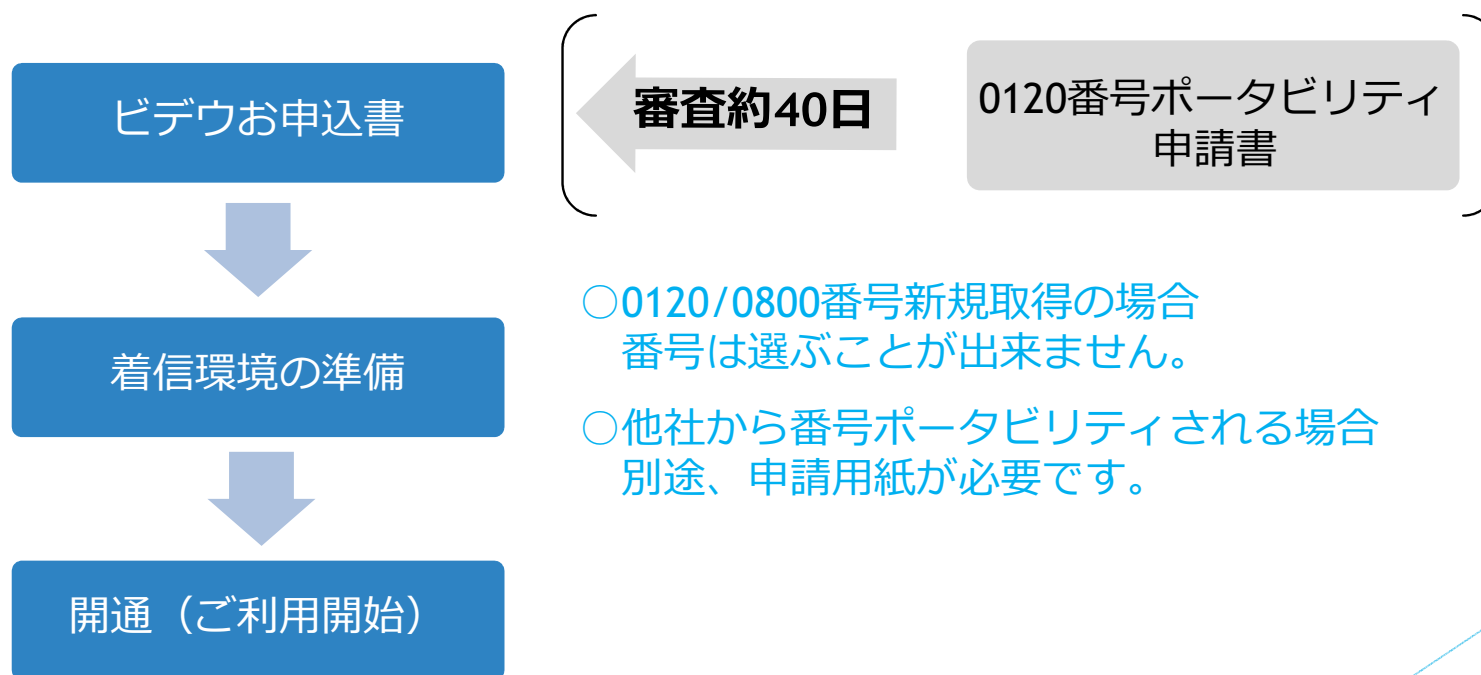 ビデウお申込書
審査約40日
0120番号ポータビリティ
申請書
着信環境の準備
○0120/0800番号新規取得の場合
番号は選ぶことが出来ません。
○他社から番号ポータビリティされる場合
別途、申請用紙が必要です。
開通（ご利用開始）